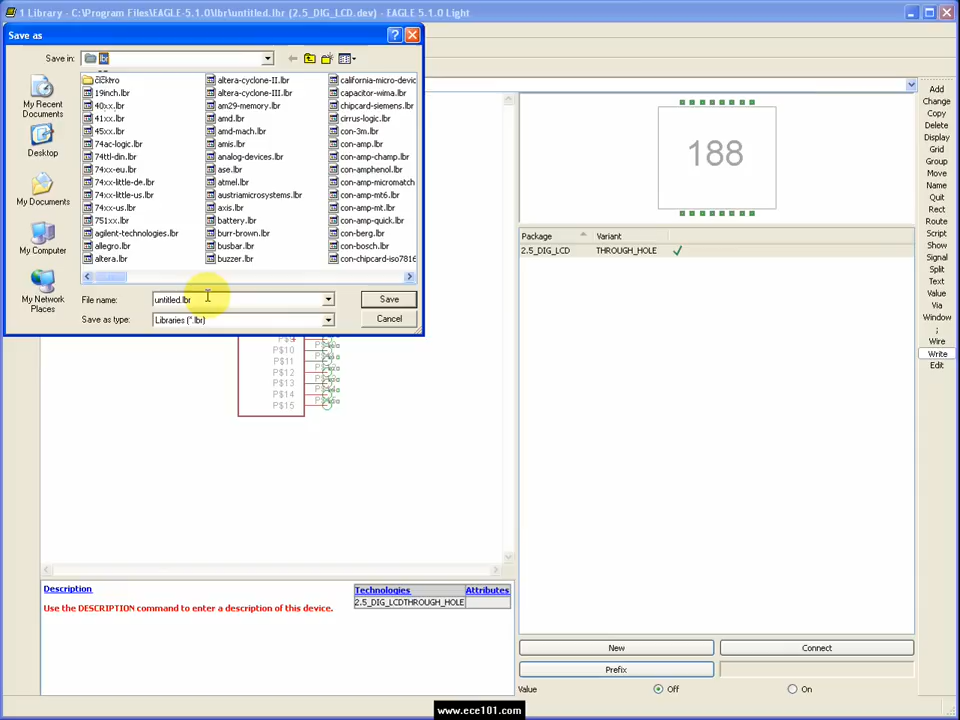 1 Library - C:\Program Files\EAGLE-5.1.0\lbr\untitled.lbr (2.5_DIG_LCD.dev) - EAGLE 5.1.0 Light
Save as
Save in:
lbr
My Recent
Documents
Desktop
My Documents
My Computer
My Network
Places
19inch.lbr
40xx.lbr
41xx.lbr
45xx.lbr
74ac-logic.lbr
74ttl-din.lbr
74xx-eu.lbr
74xx-little-de.lbr
74xx-little-us.lbr
74xx-us.lbr
751xx.lbr
agilent-technologies.lbr
allegro.lbr
altera.lbr
altera-cyclone-II.lbr
altera-cyclone-III.lbr
am29-memory.lbr
amd.lbr
amd-mach.lbr
amis.lbr
analog-devices.lbr
ase.lbr
atmel.lbr
austriamicrosystems.lbr
axis.lbr
battery.lbr
burr-brown.lbr
busbar.lbr
buzzer.lbr
california-micro-devic
capacitor-wima.lbr
chipcard-siemens.lbr
cirrus-logic.lbr
con-3m.lbr
con-amp.lbr
con-amp-champ.lbr
con-amphenol.lbr
con-amp-micromatch
con-amp-mt6.lbr
con-amp-mt.lbr
con-amp-quick.lbr
con-berg.lbr
con-bosch.lbr
con-chipcard-iso7816
File name:
untitled.lbr
Save
Save as type:
Libraries (*.lbr)
Cancel
P$10
P$11
P$12
P$13
P$14
P$15
188
Package
Variant
2.5_DIG_LCD
THROUGH_HOLE
Add
Change
Copy
Delete
Display
Grid
Group
Move
Name
Quit
Rect
Route
Script
Show
Signal
Split
Text
Value
Via
Window
;
Wire
Write
Edit
Description
Use the DESCRIPTION command to enter a description of this device.
Technologies
Attributes
2.5_DIG_LCDTHROUGH_HOLE
New
Connect
Prefix
Value
Off
On
www.ece101.com